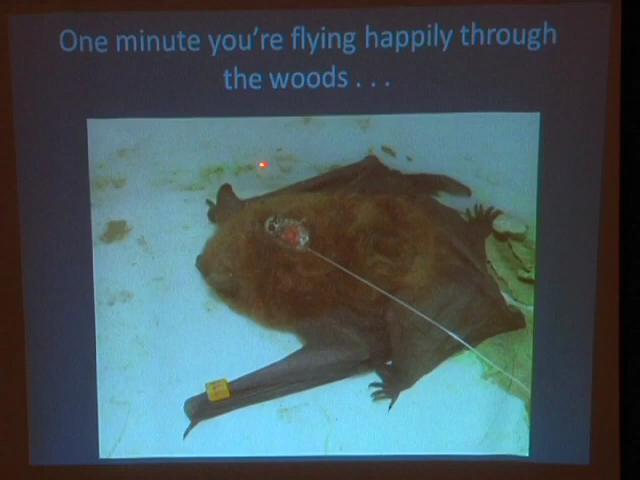 One minute you're flying happily through
the woods . . .